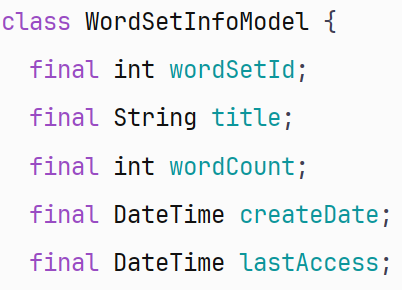 class WordSetInfoModel {
final int wordSetId;
final String title;
final int wordCount;
final DateTime createDate;
final DateTime lastAccess;